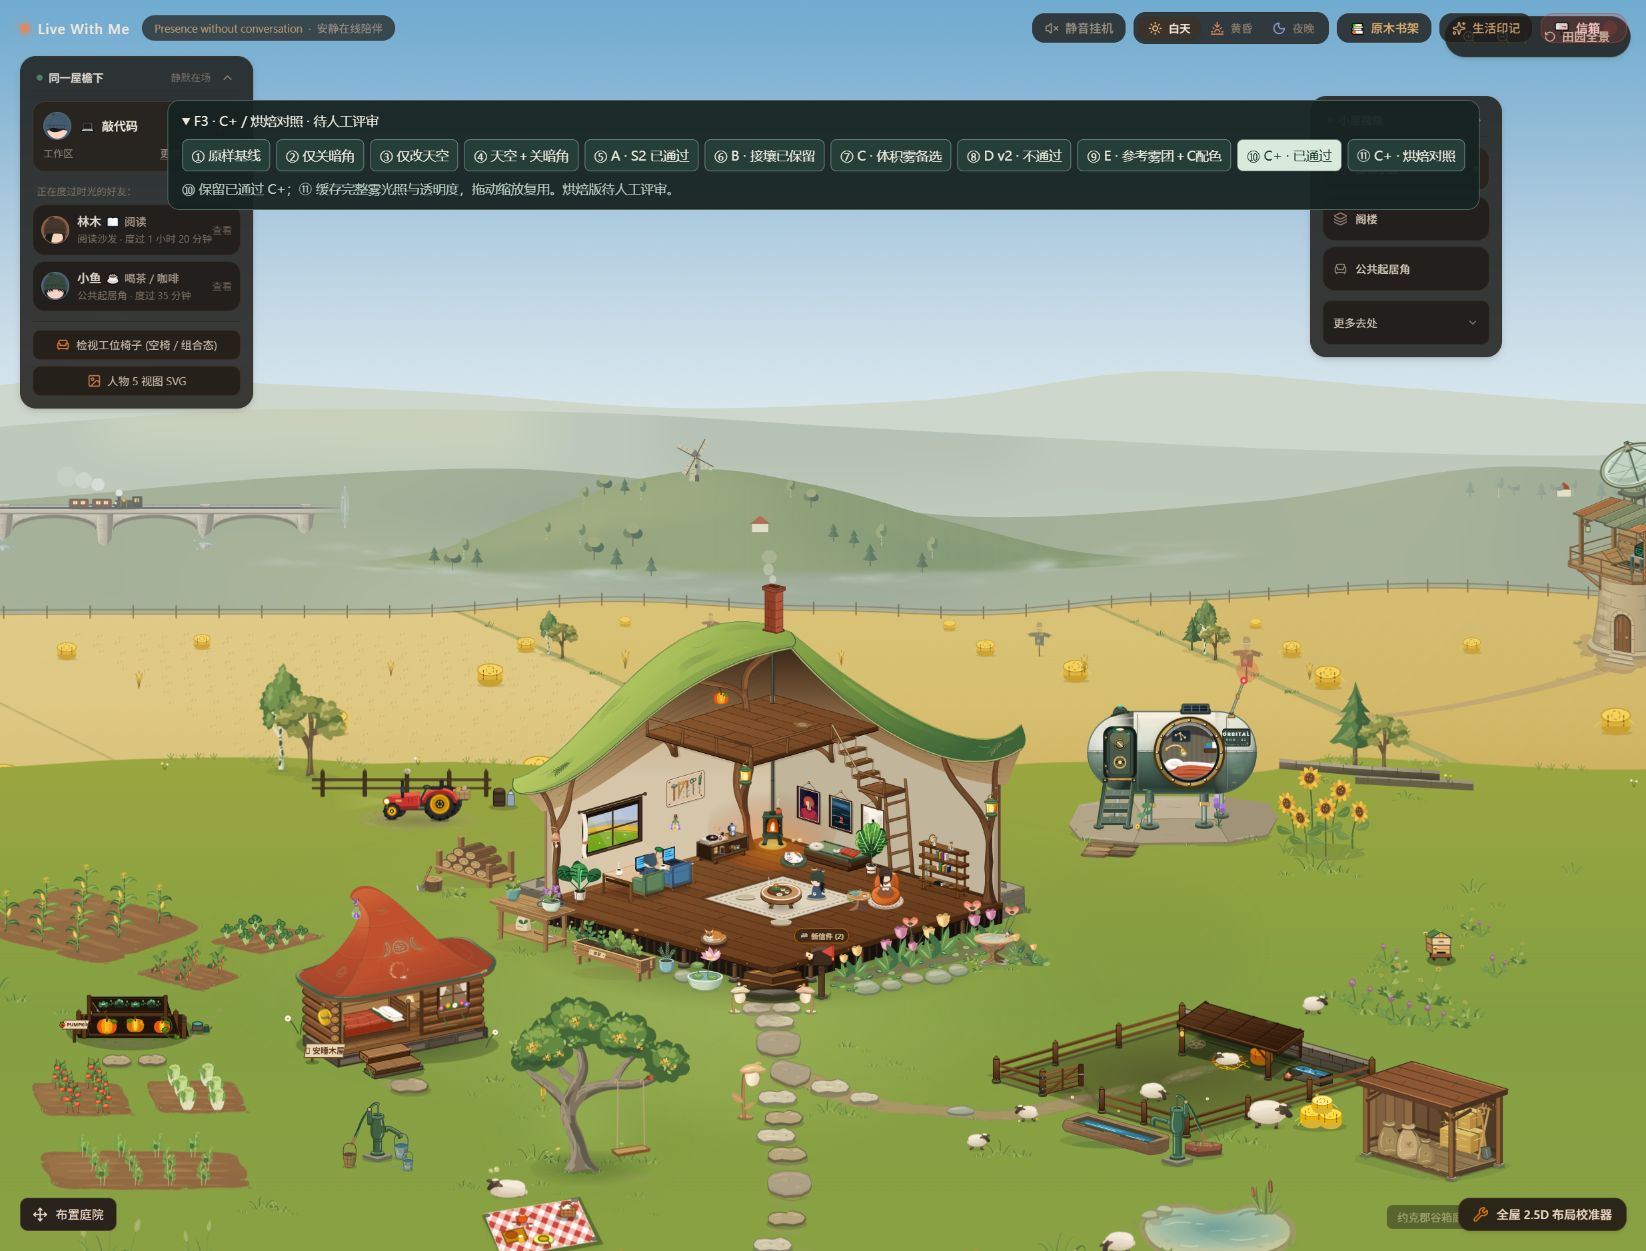 Live With Me
Presence without conversation · 安静在线陪伴
静音挂机
白天
黄昏
夜晚
原木书架
生活印记
信箱
田园全景
同一屋檐下
静默在场
敲代码
工作区
正在度过时光的好友：
林木 阅读
阅读沙发 · 度过 1 小时 20 分钟
查看
小鱼 喝茶 / 咖啡
公共起居角 · 度过 35 分钟
查看
检视工位椅子 (空椅 / 组合态)
人物 5 视图 SVG
▼ F3 · C+ / 烘焙对照 · 待人工评审
① 原样基线
② 仅关暗角
③ 仅改天空
④ 天空 + 关暗角
⑤ A · S2 已通过
⑥ B · 接壤已保留
⑦ C · 体积雾备选
⑧ D v2 · 不通过
⑨ E · 参考雾团 + C配色
⑩ C+ · 已通过
⑪ C+ · 烘焙对照
⑩ 保留已通过 C+；⑪ 缓存完整雾光照与透明度，拖动缩放复用。烘焙版待人工评审。
阁楼
公共起居角
更多去处
ORBITAL
新信件 (2)
PUMPKIN
安睡木屋
布置庭院
约克郡谷箱
全屋 2.5D 布局校准器